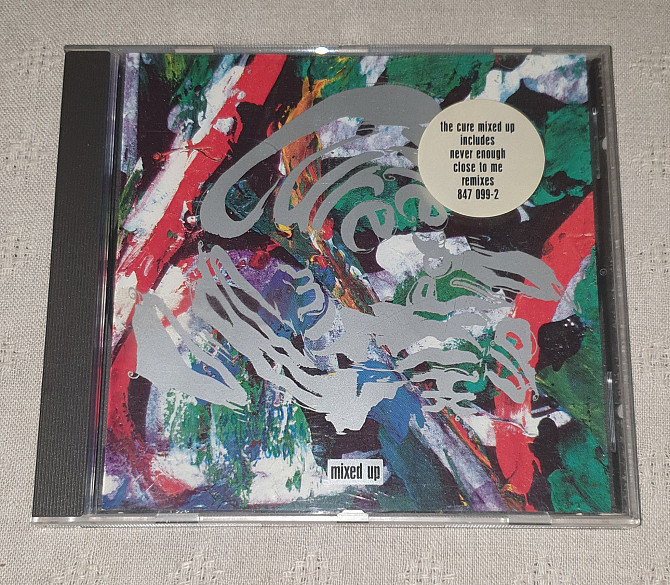 the cure mixed up
includes
never enough
close to me
remixes
847 099-2
mixed up